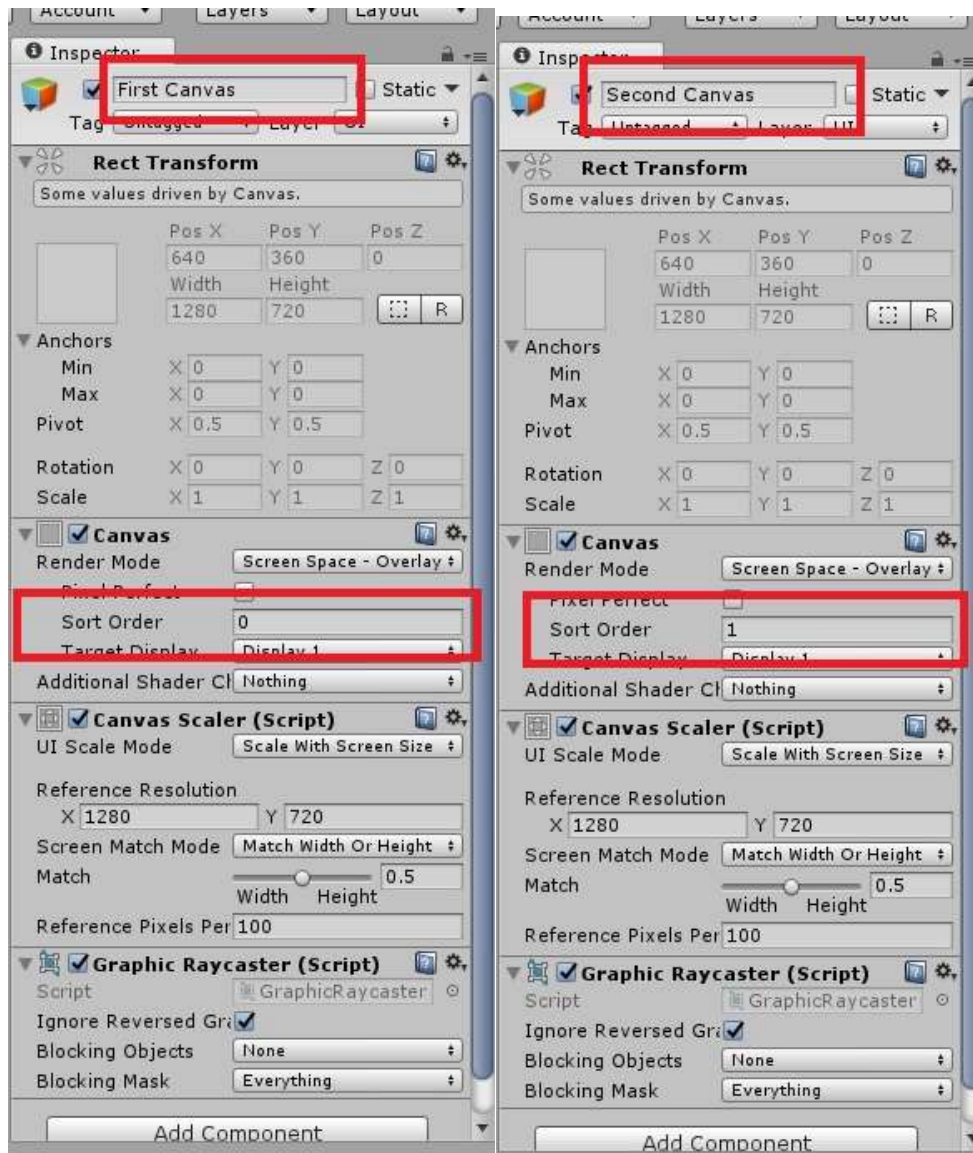 Account Layers Layout
Inspector
First Canvas Static
Tag Untagged Layer UI
Rect Transform
Some values driven by Canvas.
Pos X Pos Y Pos Z
640 360 0
Width Height
1280 720 R
Anchors
Min X 0 Y 0
Max X 0 Y 0
Pivot X 0.5 Y 0.5
Rotation X 0 Y 0 Z 0
Scale X 1 Y 1 Z 1
Canvas
Render Mode Screen Space - Overlay
Pixel Perfect
Sort Order 0
Target Display Display 1
Additional Shader Ch Nothing
Canvas Scaler (Script)
UI Scale Mode Scale With Screen Size
Reference Resolution
X 1280 Y 720
Screen Match Mode Match Width Or Height
Match 0.5
Width Height
Reference Pixels Per 100
Graphic Raycaster (Script)
Script GraphicRaycaster
Ignore Reversed Gra
Blocking Objects None
Blocking Mask Everything
Add Component
Account Layers Layout
Inspector
Second Canvas Static
Tag Untagged Layer UI
Rect Transform
Some values driven by Canvas.
Pos X Pos Y Pos Z
640 360 0
Width Height
1280 720 R
Anchors
Min X 0 Y 0
Max X 0 Y 0
Pivot X 0.5 Y 0.5
Rotation X 0 Y 0 Z 0
Scale X 1 Y 1 Z 1
Canvas
Render Mode Screen Space - Overlay
Pixel Perfect
Sort Order 1
Target Display Display 1
Additional Shader Ch Nothing
Canvas Scaler (Script)
UI Scale Mode Scale With Screen Size
Reference Resolution
X 1280 Y 720
Screen Match Mode Match Width Or Height
Match 0.5
Width Height
Reference Pixels Per 100
Graphic Raycaster (Script)
Script GraphicRaycaster
Ignore Reversed Gra
Blocking Objects None
Blocking Mask Everything
Add Component